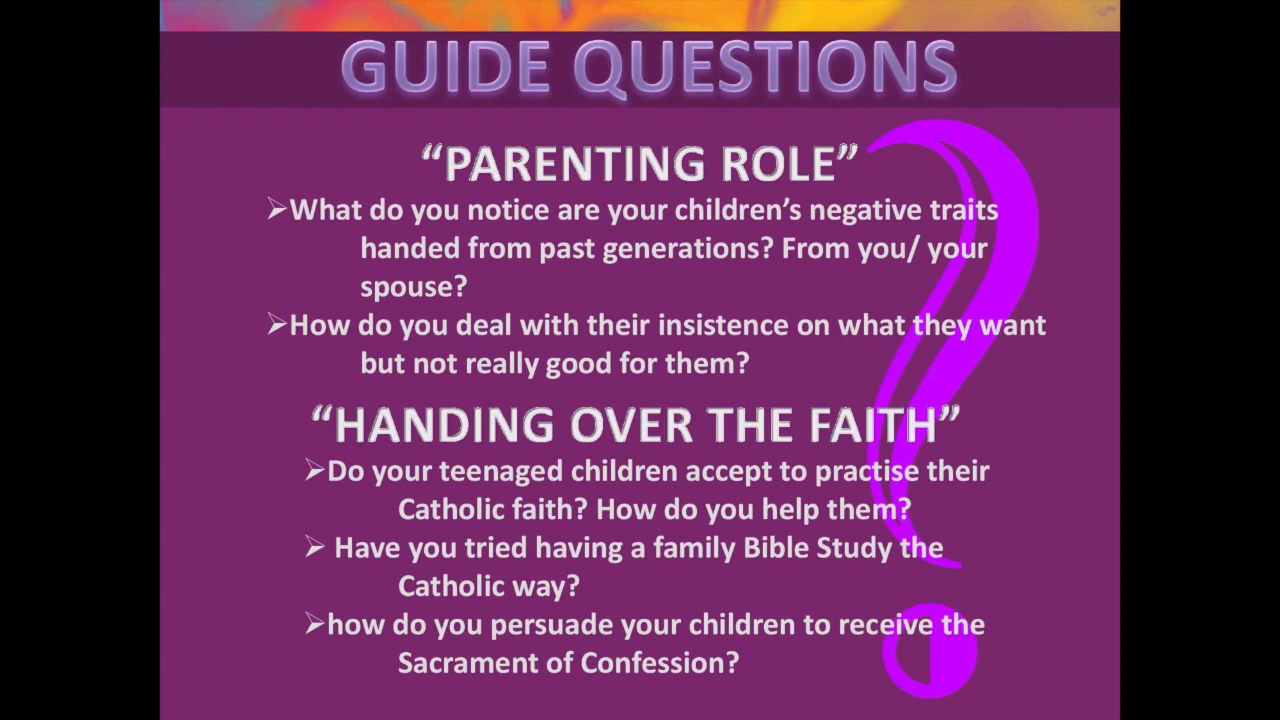 GUIDE QUESTIONS
“PARENTING ROLE”
➢What do you notice are your children’s negative traits
handed from past generations? From you/ your
spouse?
➢How do you deal with their insistence on what they want
but not really good for them?
“HANDING OVER THE FAITH”
➢Do your teenaged children accept to practise their
Catholic faith? How do you help them?
➢ Have you tried having a family Bible Study the
Catholic way?
➢how do you persuade your children to receive the
Sacrament of Confession?